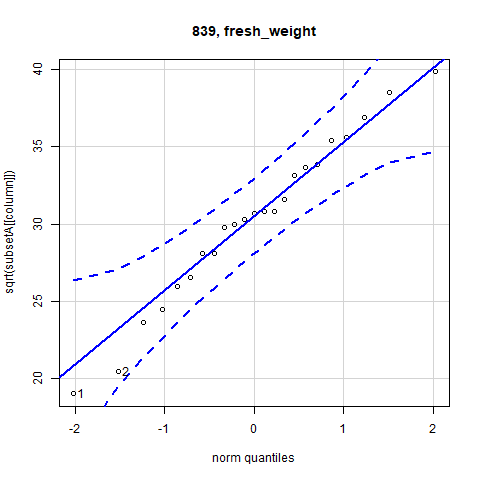 839, fresh_weight
sqrt(subsetA[[column]])
40
35
30
25
20
1
2
-2 -1 0 1 2
norm quantiles